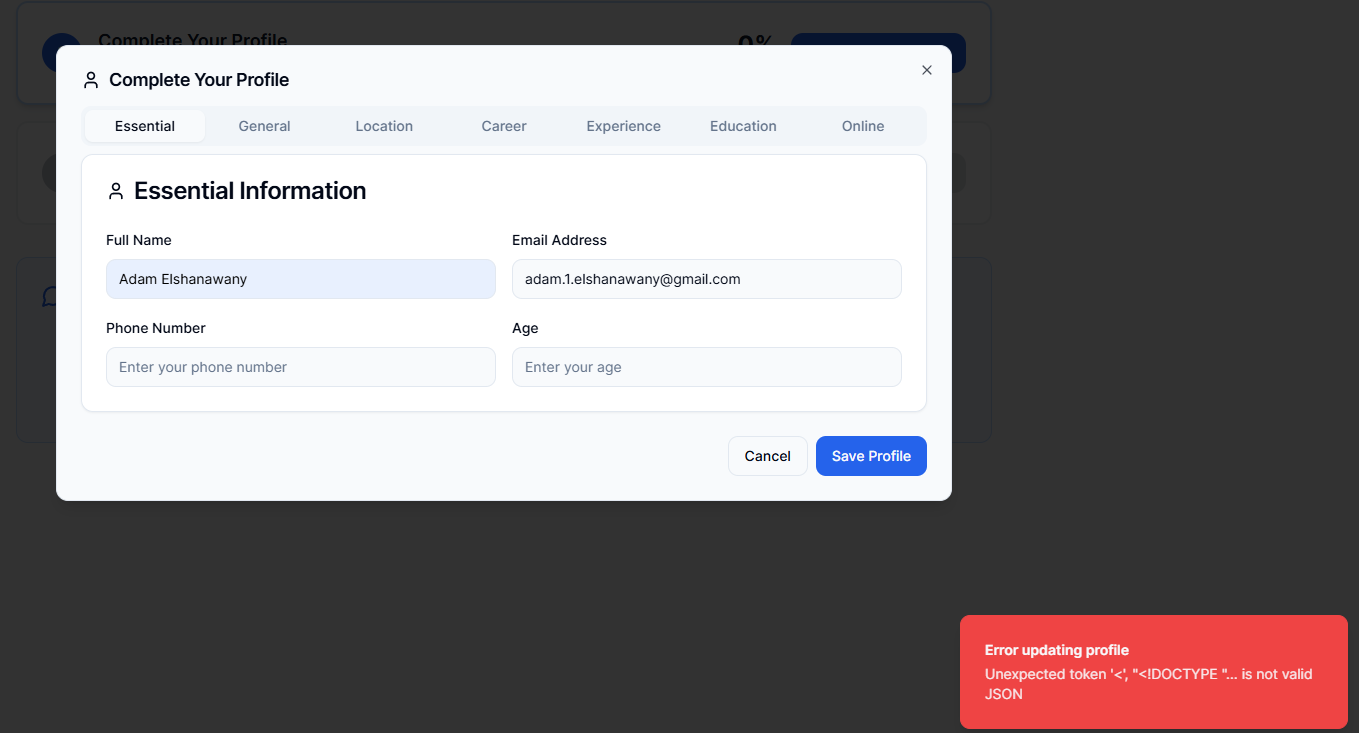 Complete Your Profile
0%
Complete Your Profile
Essential
General
Location
Career
Experience
Education
Online
Essential Information
Full Name
Email Address
Adam Elshanawany
adam.1.elshanawany@gmail.com
Phone Number
Age
Enter your phone number
Enter your age
Cancel
Save Profile
Error updating profile
Unexpected token '<', "<!DOCTYPE "... is not valid
JSON